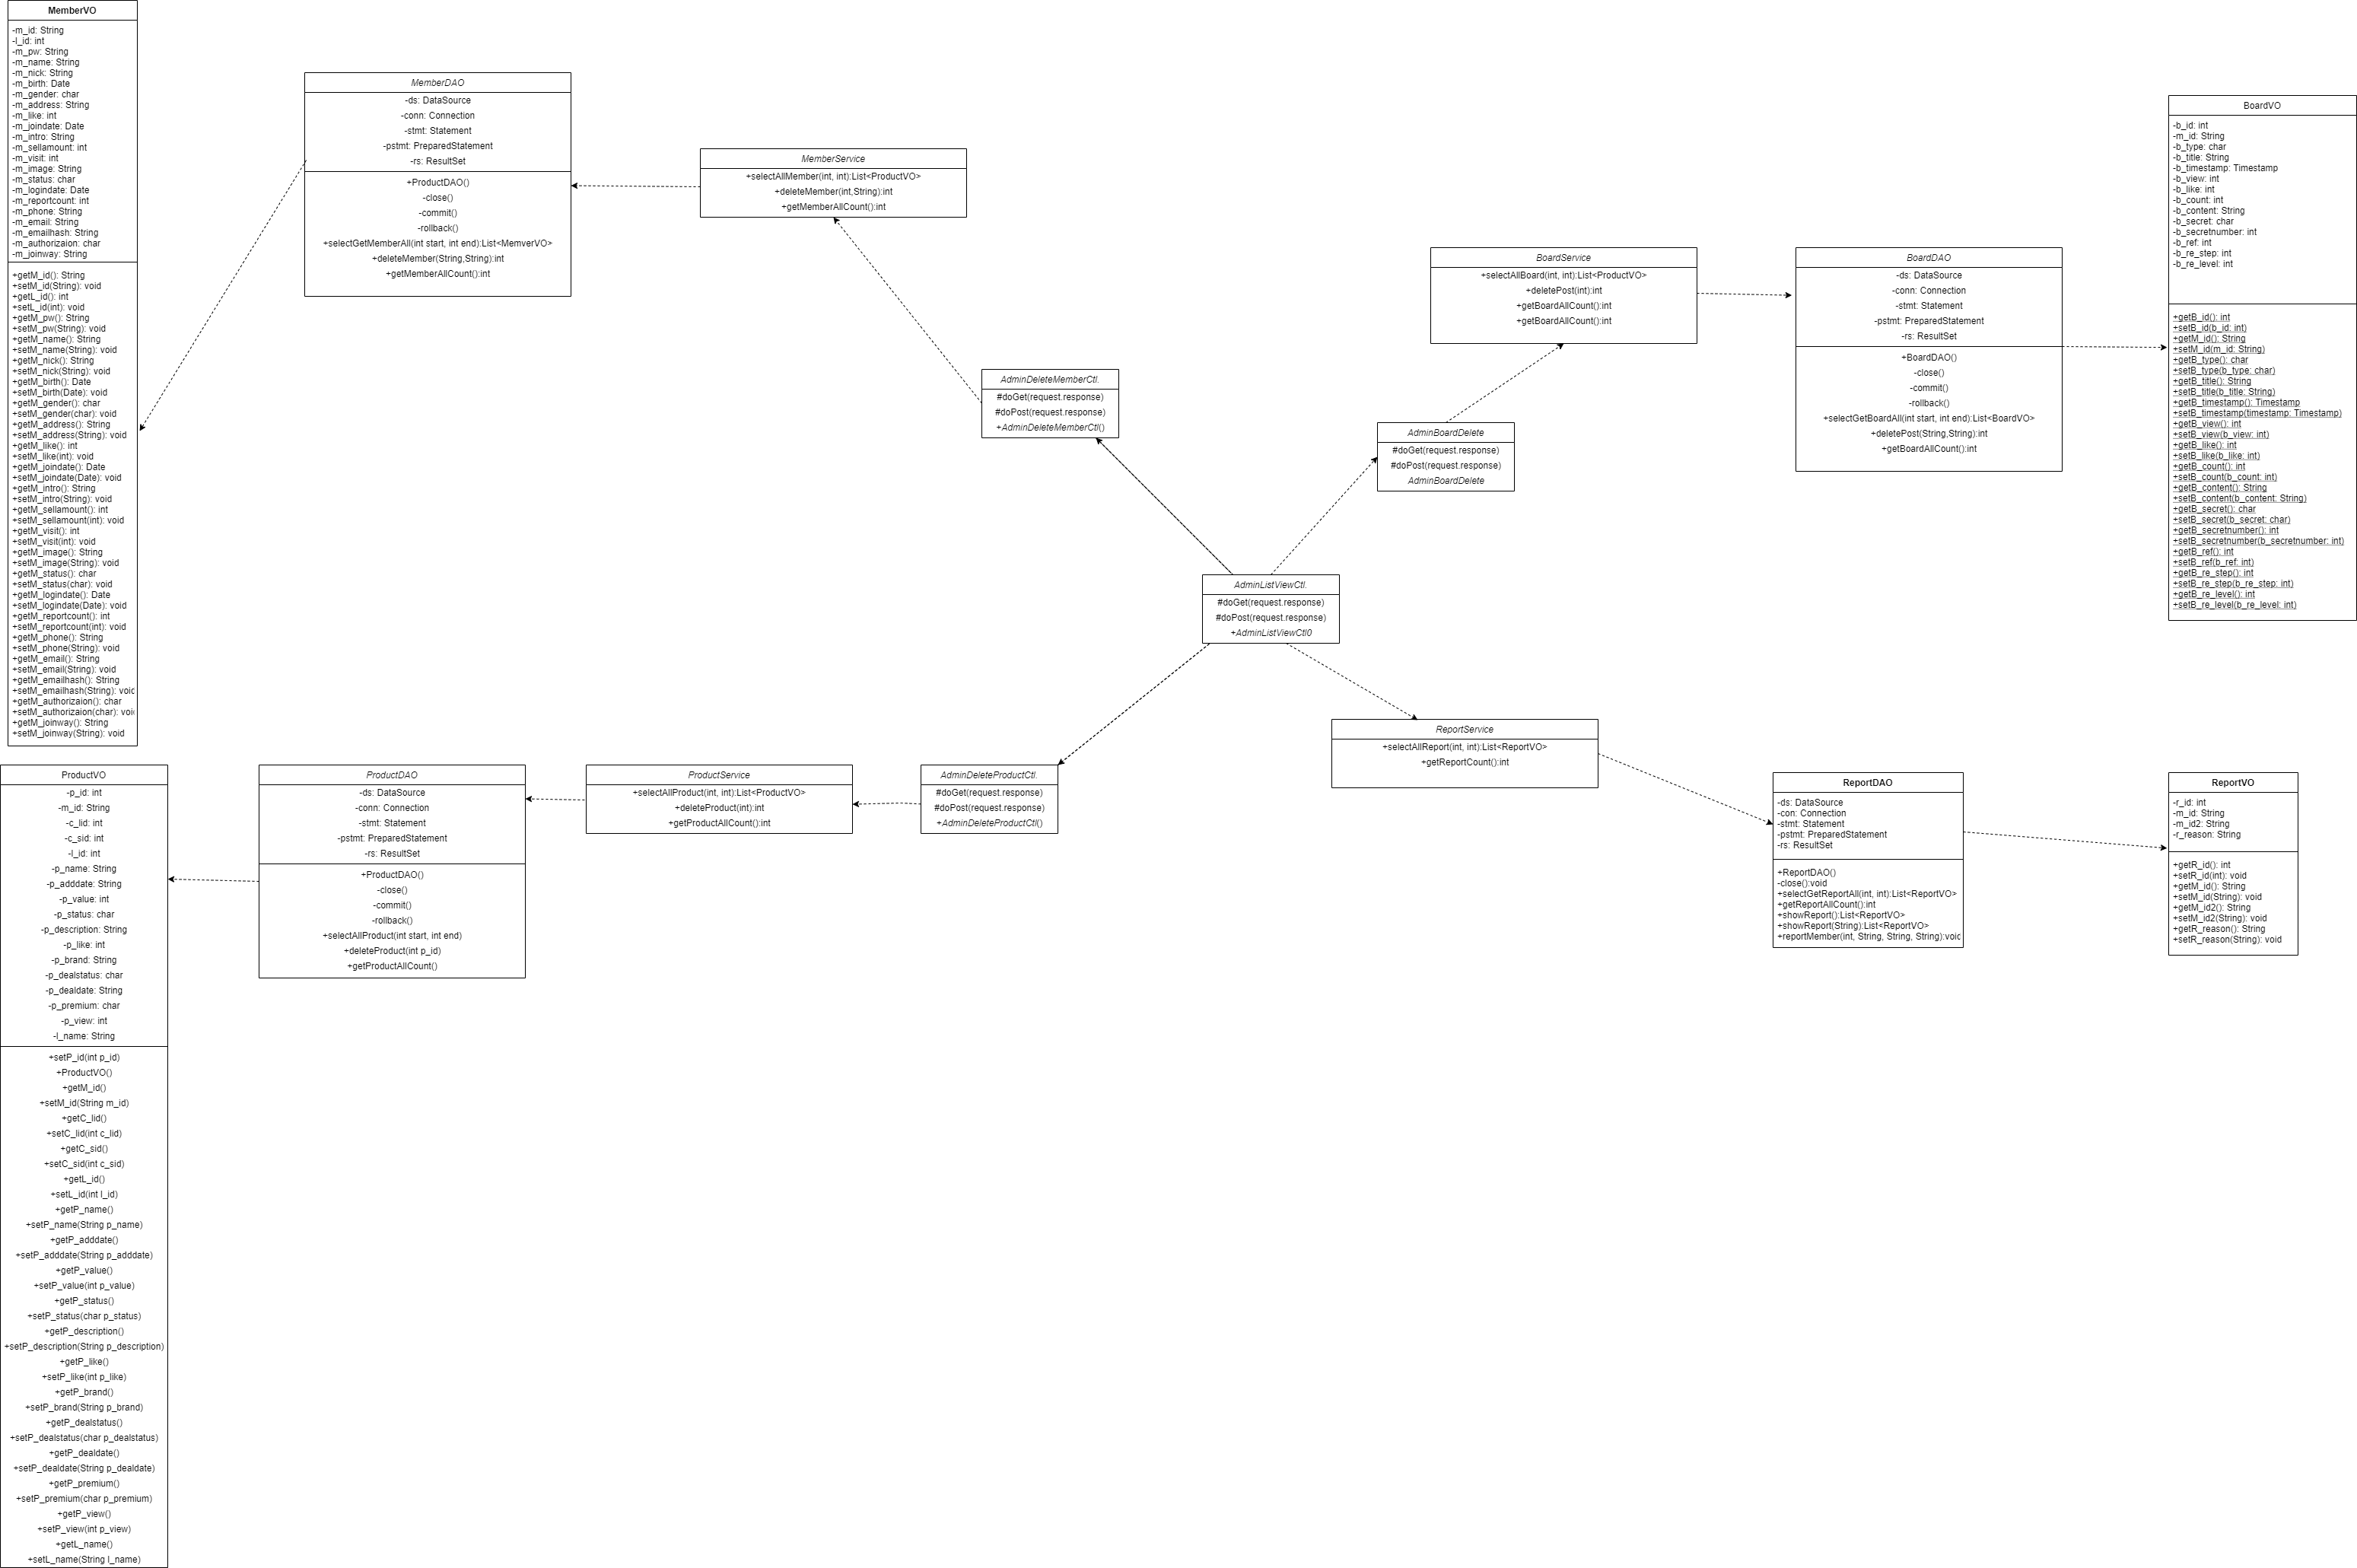 MemberVO
-m_id: String
-l_id: int
-m_pw: String
-m_name: String
-m_nick: String
-m_birth: Date
-m_gender: char
-m_address: String
-m_like: int
-m_joindate: Date
-m_intro: String
-m_sellamount: int
-m_visit: int
-m_image: String
-m_status: char
-m_logindate: Date
-m_reportcount: int
-m_phone: String
-m_email: String
-m_emailhash: String
-m_authorizaion: char
-m_joinway: String
+getM_id(): String
+setM_id(String): void
+getL_id(): int
+setL_id(int): void
+getM_pw(): String
+setM_pw(String): void
+getM_name(): String
+setM_name(String): void
+getM_nick(): String
+setM_nick(String): void
+getM_birth(): Date
+setM_birth(Date): void
+getM_gender(): char
+setM_gender(char): void
+getM_address(): String
+setM_address(String): void
+getM_like(): int
+setM_like(int): void
+getM_joindate(): Date
+setM_joindate(Date): void
+getM_intro(): String
+setM_intro(String): void
+getM_sellamount(): int
+setM_sellamount(int): void
+getM_visit(): int
+setM_visit(int): void
+getM_image(): String
+setM_image(String): void
+getM_status(): char
+setM_status(char): void
+getM_logindate(): Date
+setM_logindate(Date): void
+getM_reportcount(): int
+setM_reportcount(int): void
+getM_phone(): String
+setM_phone(String): void
+getM_email(): String
+setM_email(String): void
+getM_emailhash(): String
+setM_emailhash(String): void
+getM_authorizaion(): char
+setM_authorizaion(char): voi
+getM_joinway(): String
+setM_joinway(String): void
MemberDAO
-ds: DataSource
-conn: Connection
-stmt: Statement
-pstmt: PreparedStatement
-rs: ResultSet
+ProductDAO()
-close()
-commit()
-rollback()
+selectGetMemberAll(int start, int end):List<MemverVO>
+deleteMember(String,String):int
+getMemberAllCount():int
MemberService
+selectAllMember(int, int):List<ProductVO>
+deleteMember(int,String):int
+getMemberAllCount():int
BoardService
+selectAllBoard(int, int):List<ProductVO>
+deletePost(int):int
+getBoardAllCount():int
+getBoardAllCount():int
BoardDAO
-ds: DataSource
-conn: Connection
-stmt: Statement
-pstmt: PreparedStatement
-rs: ResultSet
+BoardDAO()
-close()
-commit()
-rollback()
+selectGetBoardAll(int start, int end):List<BoardVO>
+deletePost(String,String):int
+getBoardAllCount():int
BoardVO
-b_id: int
-m_id: String
-b_type: char
-b_title: String
-b_timestamp: Timestamp
-b_view: int
-b_like: int
-b_count: int
-b_content: String
-b_secret: char
-b_secretnumber: int
-b_ref: int
-b_re_step: int
-b_re_level: int
+getB_id(): int
+setB_id(b_id: int)
+getM_id(): String
+setM_id(m_id: String)
+getB_type(): char
+setB_type(b_type: char)
+getB_title(): String
+setB_title(b_title: String)
+getB_timestamp(): Timestamp
+setB_timestamp(timestamp: Timestamp)
+getB_view(): int
+setB_view(b_view: int)
+getB_like(): int
+setB_like(b_like: int)
+getB_count(): int
+setB_count(b_count: int)
+getB_content(): String
+setB_content(b_content: String)
+getB_secret(): char
+setB_secret(b_secret: char)
+getB_secretnumber(): int
+setB_secretnumber(b_secretnumber: int)
+getB_ref(): int
+setB_ref(b_ref: int)
+getB_re_step(): int
+setB_re_step(b_re_step: int)
+getB_re_level(): int
+setB_re_level(b_re_level: int)
AdminDeleteMemberCtl.
#doGet(request.response)
#doPost(request.response)
+AdminDeleteMemberCtl()
AdminBoardDelete
#doGet(request.response)
#doPost(request.response)
AdminBoardDelete
AdminListViewCtl.
#doGet(request.response)
#doPost(request.response)
+AdminListViewCtl0
ReportService
+selectAllReport(int, int):List<ReportVO>
+getReportCount():int
ProductVO
-p_id: int
-m_id: String
-c_lid: int
-c_sid: int
-l_id: int
-p_name: String
-p_adddate: String
-p_value: int
-p_status: char
-p_description: String
-p_like: int
-p_brand: String
-p_dealstatus: char
-p_dealdate: String
-p_premium: char
-p_view: int
-l_name: String
+setP_id(int p_id)
+ProductVO()
+getM_id()
+setM_id(String m_id)
+getC_lid()
+setC_lid(int c_lid)
+getC_sid()
+setC_sid(int c_sid)
+getL_id()
+setL_id(int l_id)
+getP_name()
+setP_name(String p_name)
+getP_adddate()
+setP_adddate(String p_adddate)
+getP_value()
+setP_value(int p_value)
+getP_status()
+setP_status(char p_status)
+getP_description()
+setP_description(String p_description)
+getP_like()
+setP_like(int p_like)
+getP_brand()
+setP_brand(String p_brand)
+getP_dealstatus()
+setP_dealstatus(char p_dealstatus)
+getP_dealdate()
+setP_dealdate(String p_dealdate)
+getP_premium()
+setP_premium(char p_premium)
+getP_view()
+setP_view(int p_view)
+getL_name()
+setL_name(String l_name)
ProductDAO
-ds: DataSource
-conn: Connection
-stmt: Statement
-pstmt: PreparedStatement
-rs: ResultSet
+ProductDAO()
-close()
-commit()
-rollback()
+selectAllProduct(int start, int end)
+deleteProduct(int p_id)
+getProductAllCount()
ProductService
+selectAllProduct(int, int):List<ProductVO>
+deleteProduct(int):int
+getProductAllCount():int
AdminDeleteProductCtl.
#doGet(request.response)
#doPost(request.response)
+AdminDeleteProductCtl()
ReportDAO
-ds: DataSource
-con: Connection
-stmt: Statement
-pstmt: PreparedStatement
-rs: ResultSet
+ReportDAO()
-close():void
+selectGetReportAll(int, int):List<ReportVO>
+getReportAllCount():int
+showReport():List<ReportVO>
+showReport(String):List<ReportVO>
+reportMember(int, String, String, String):void
ReportVO
-r_id: int
-m_id: String
-m_id2: String
-r_reason: String
+getR_id(): int
+setR_id(int): void
+getM_id(): String
+setM_id(String): void
+getM_id2(): String
+setM_id2(String): void
+getR_reason(): String
+setR_reason(String): void